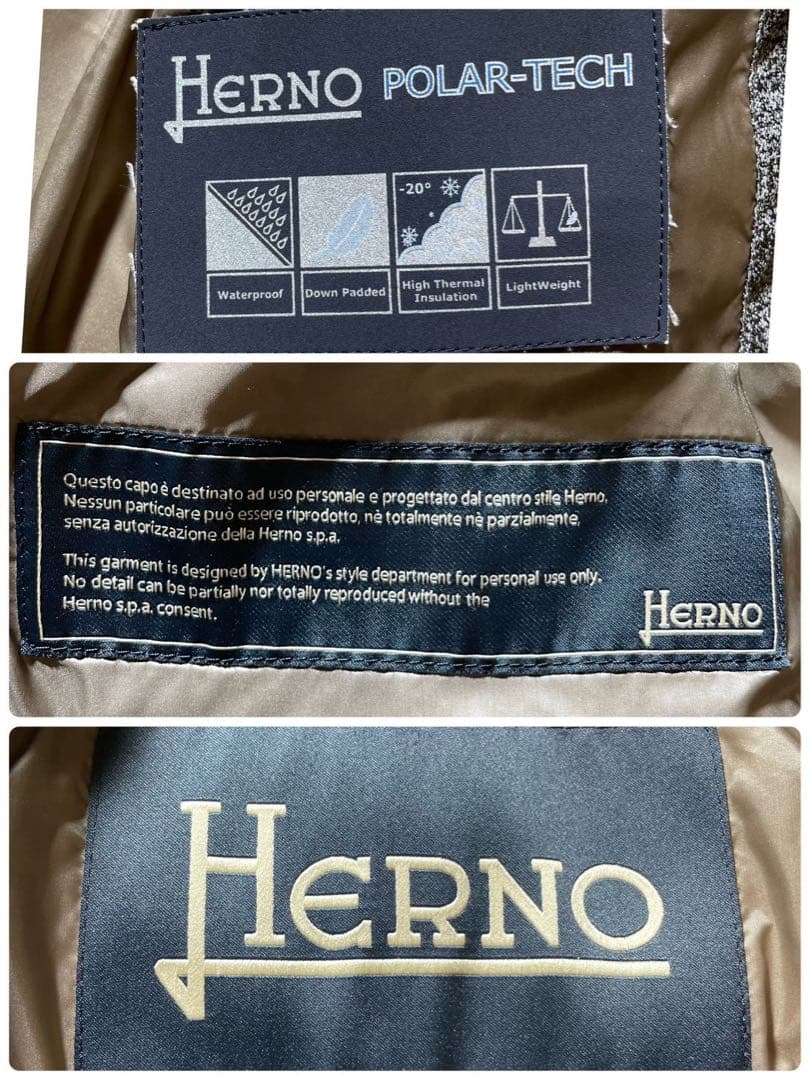 HERNO POLAR-TECH
-20°
Waterproof
Down Padded
High Thermal
Insulation
LightWeight
Questo capo è destinato ad uso personale e progettato dal centro stile Herno.
Nessun particolare può essere riprodotto, nè totalmente nè parzialmente,
senza autorizzazione della Herno s.p.a.
This garment is designed by HERNO's style department for personal use only.
No detail can be partially nor totally reproduced without the
Herno s.p.a. consent.
HERNO
HERNO